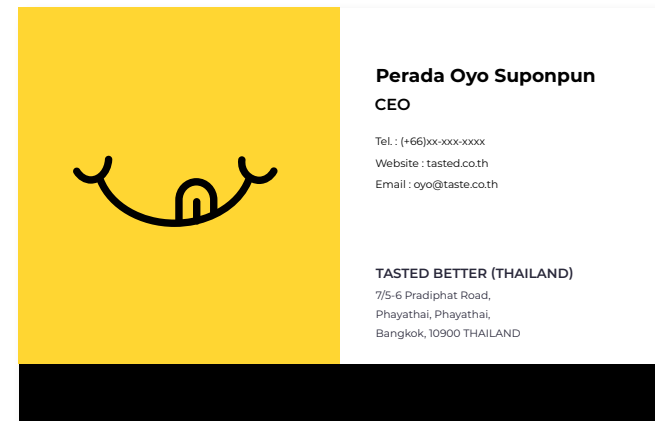 Perada Oyo Suponpun
CEO
Tel. : (+66)xx-xxx-xxxx
Website : tasted.co.th
Email : oyo@taste.co.th
TASTED BETTER (THAILAND)
7/5-6 Pradiphat Road,
Phayathai, Phayathai,
Bangkok, 10900 THAILAND